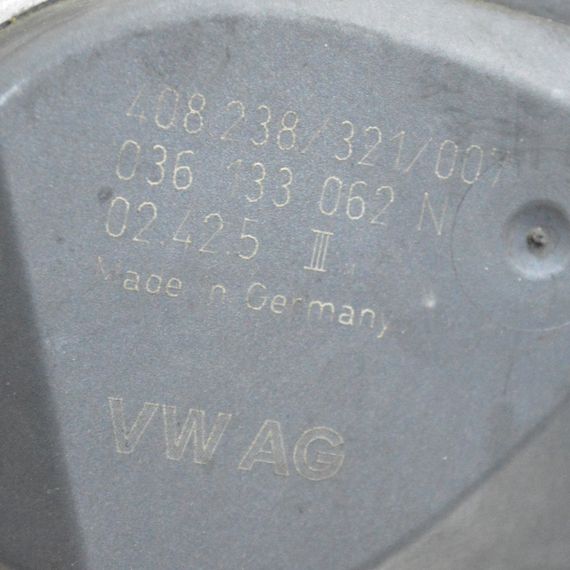 408 238/321/007
036 133 062 N
02.42.5 III
Made in Germany
VW AG